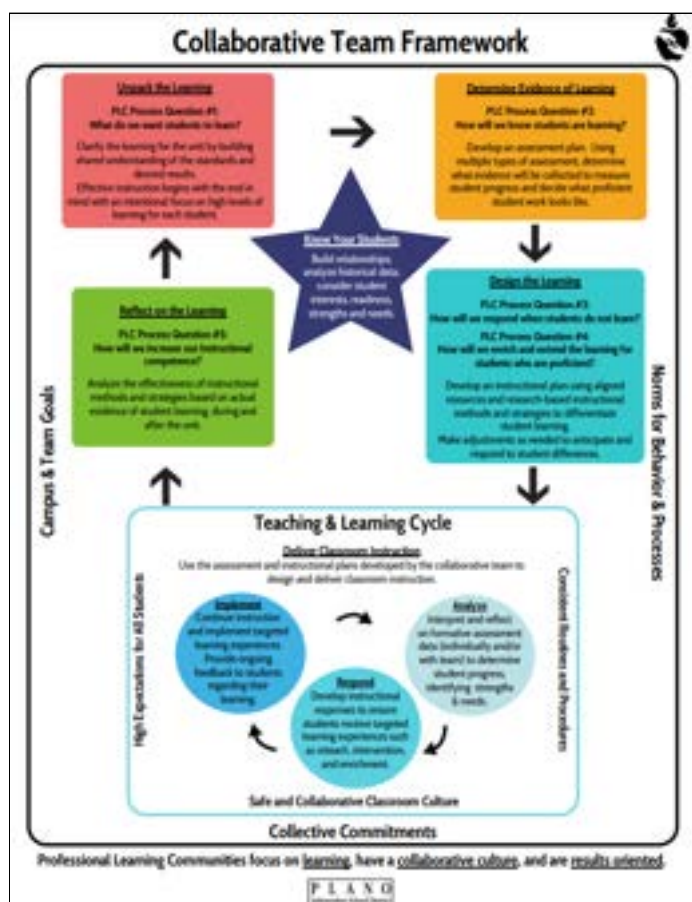 Collaborative Team Framework
Unpack the Learning
PLC Process Question #1:
What do we want students to learn?
Clarify the learning for the unit by building
shared understanding of the standards and
desired results.
Effective instruction begins with the end in
mind with an intentional focus on high levels of
learning for each student.
Determine Evidence of Learning
PLC Process Question #2:
How will we know students are learning?
Develop an assessment plan. Using
multiple types of assessment, determine
what evidence will be collected to measure
student progress and decide what proficient
student work looks like.
Know Your Students
Build relationships,
analyze historical data,
consider student
interests, readiness,
strengths and needs.
Reflect on the Learning
PLC Process Question #5:
How will we increase our instructional
competence?
Analyze the effectiveness of instructional
methods and strategies based on actual
evidence of student learning, during and
after the unit.
Design the Learning
PLC Process Question #3:
How will we respond when students do not learn?
PLC Process Question #4:
How will we enrich and extend the learning for
students who are proficient?
Develop an instructional plan using aligned
resources and research-based instructional
methods and strategies to differentiate
student learning.
Make adjustments as needed to anticipate and
respond to student differences.
Campus & Team Goals
Norms for Behavior & Processes
Teaching & Learning Cycle
Deliver Classroom Instruction
Use the assessment and instructional plans developed by the collaborative team to
design and deliver classroom instruction.
High Expectations for All Students
Consistent Routines and Procedures
Implement
Continue instruction
and implement targeted
learning experiences.
Provide ongoing
feedback to students
regarding their
learning.
Analyze
Interpret and reflect
on formative assessment
data (individually and/or
with team) to determine
student progress,
identifying strengths
& needs.
Respond
Develop instructional
responses to ensure
students receive targeted
learning experiences such
as reteach, intervention,
and enrichment.
Safe and Collaborative Classroom Culture
Collective Commitments
Professional Learning Communities focus on learning, have a collaborative culture, and are results oriented.
PLANO